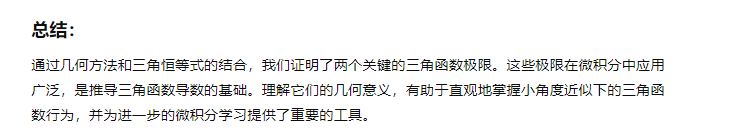 总结：
通过几何方法和三角恒等式的结合，我们证明了两个关键的三角函数极限。这些极限在微积分中应用
广泛，是推导三角函数导数的基础。理解它们的几何意义，有助于直观地掌握小角度近似下的三角函
数行为，并为进一步的微积分学习提供了重要的工具。